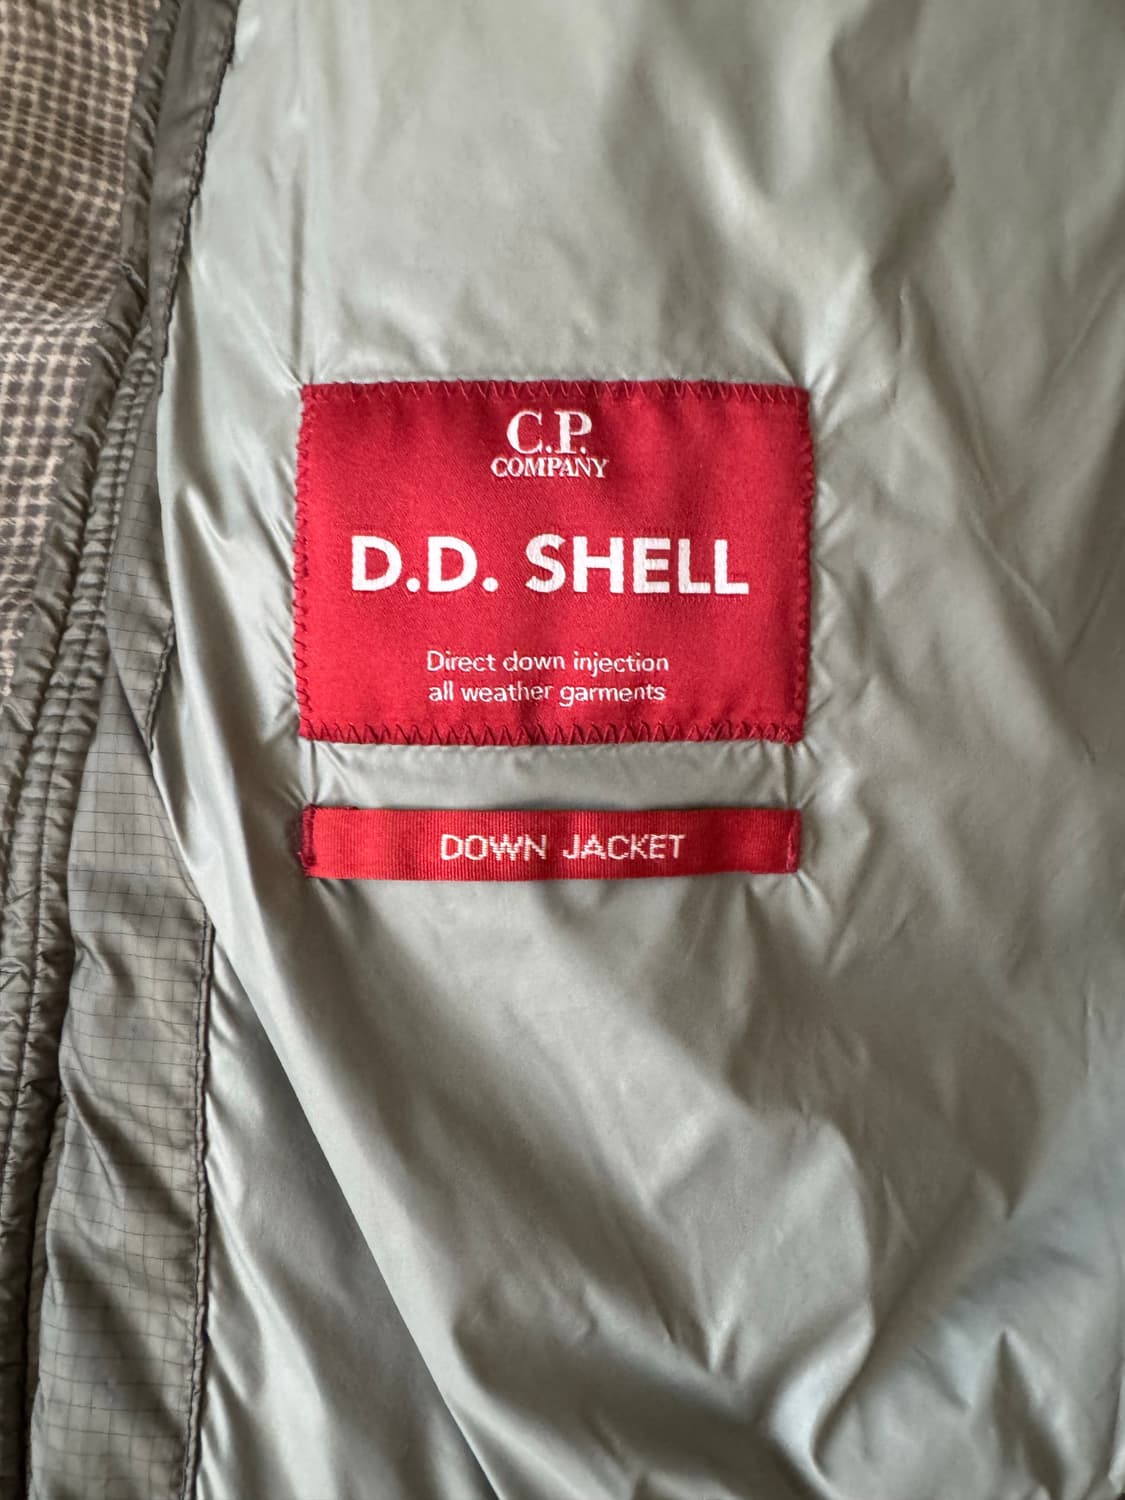 C.P.
COMPANY
D.D. SHELL
Direct down injection
all weather garments
DOWN JACKET